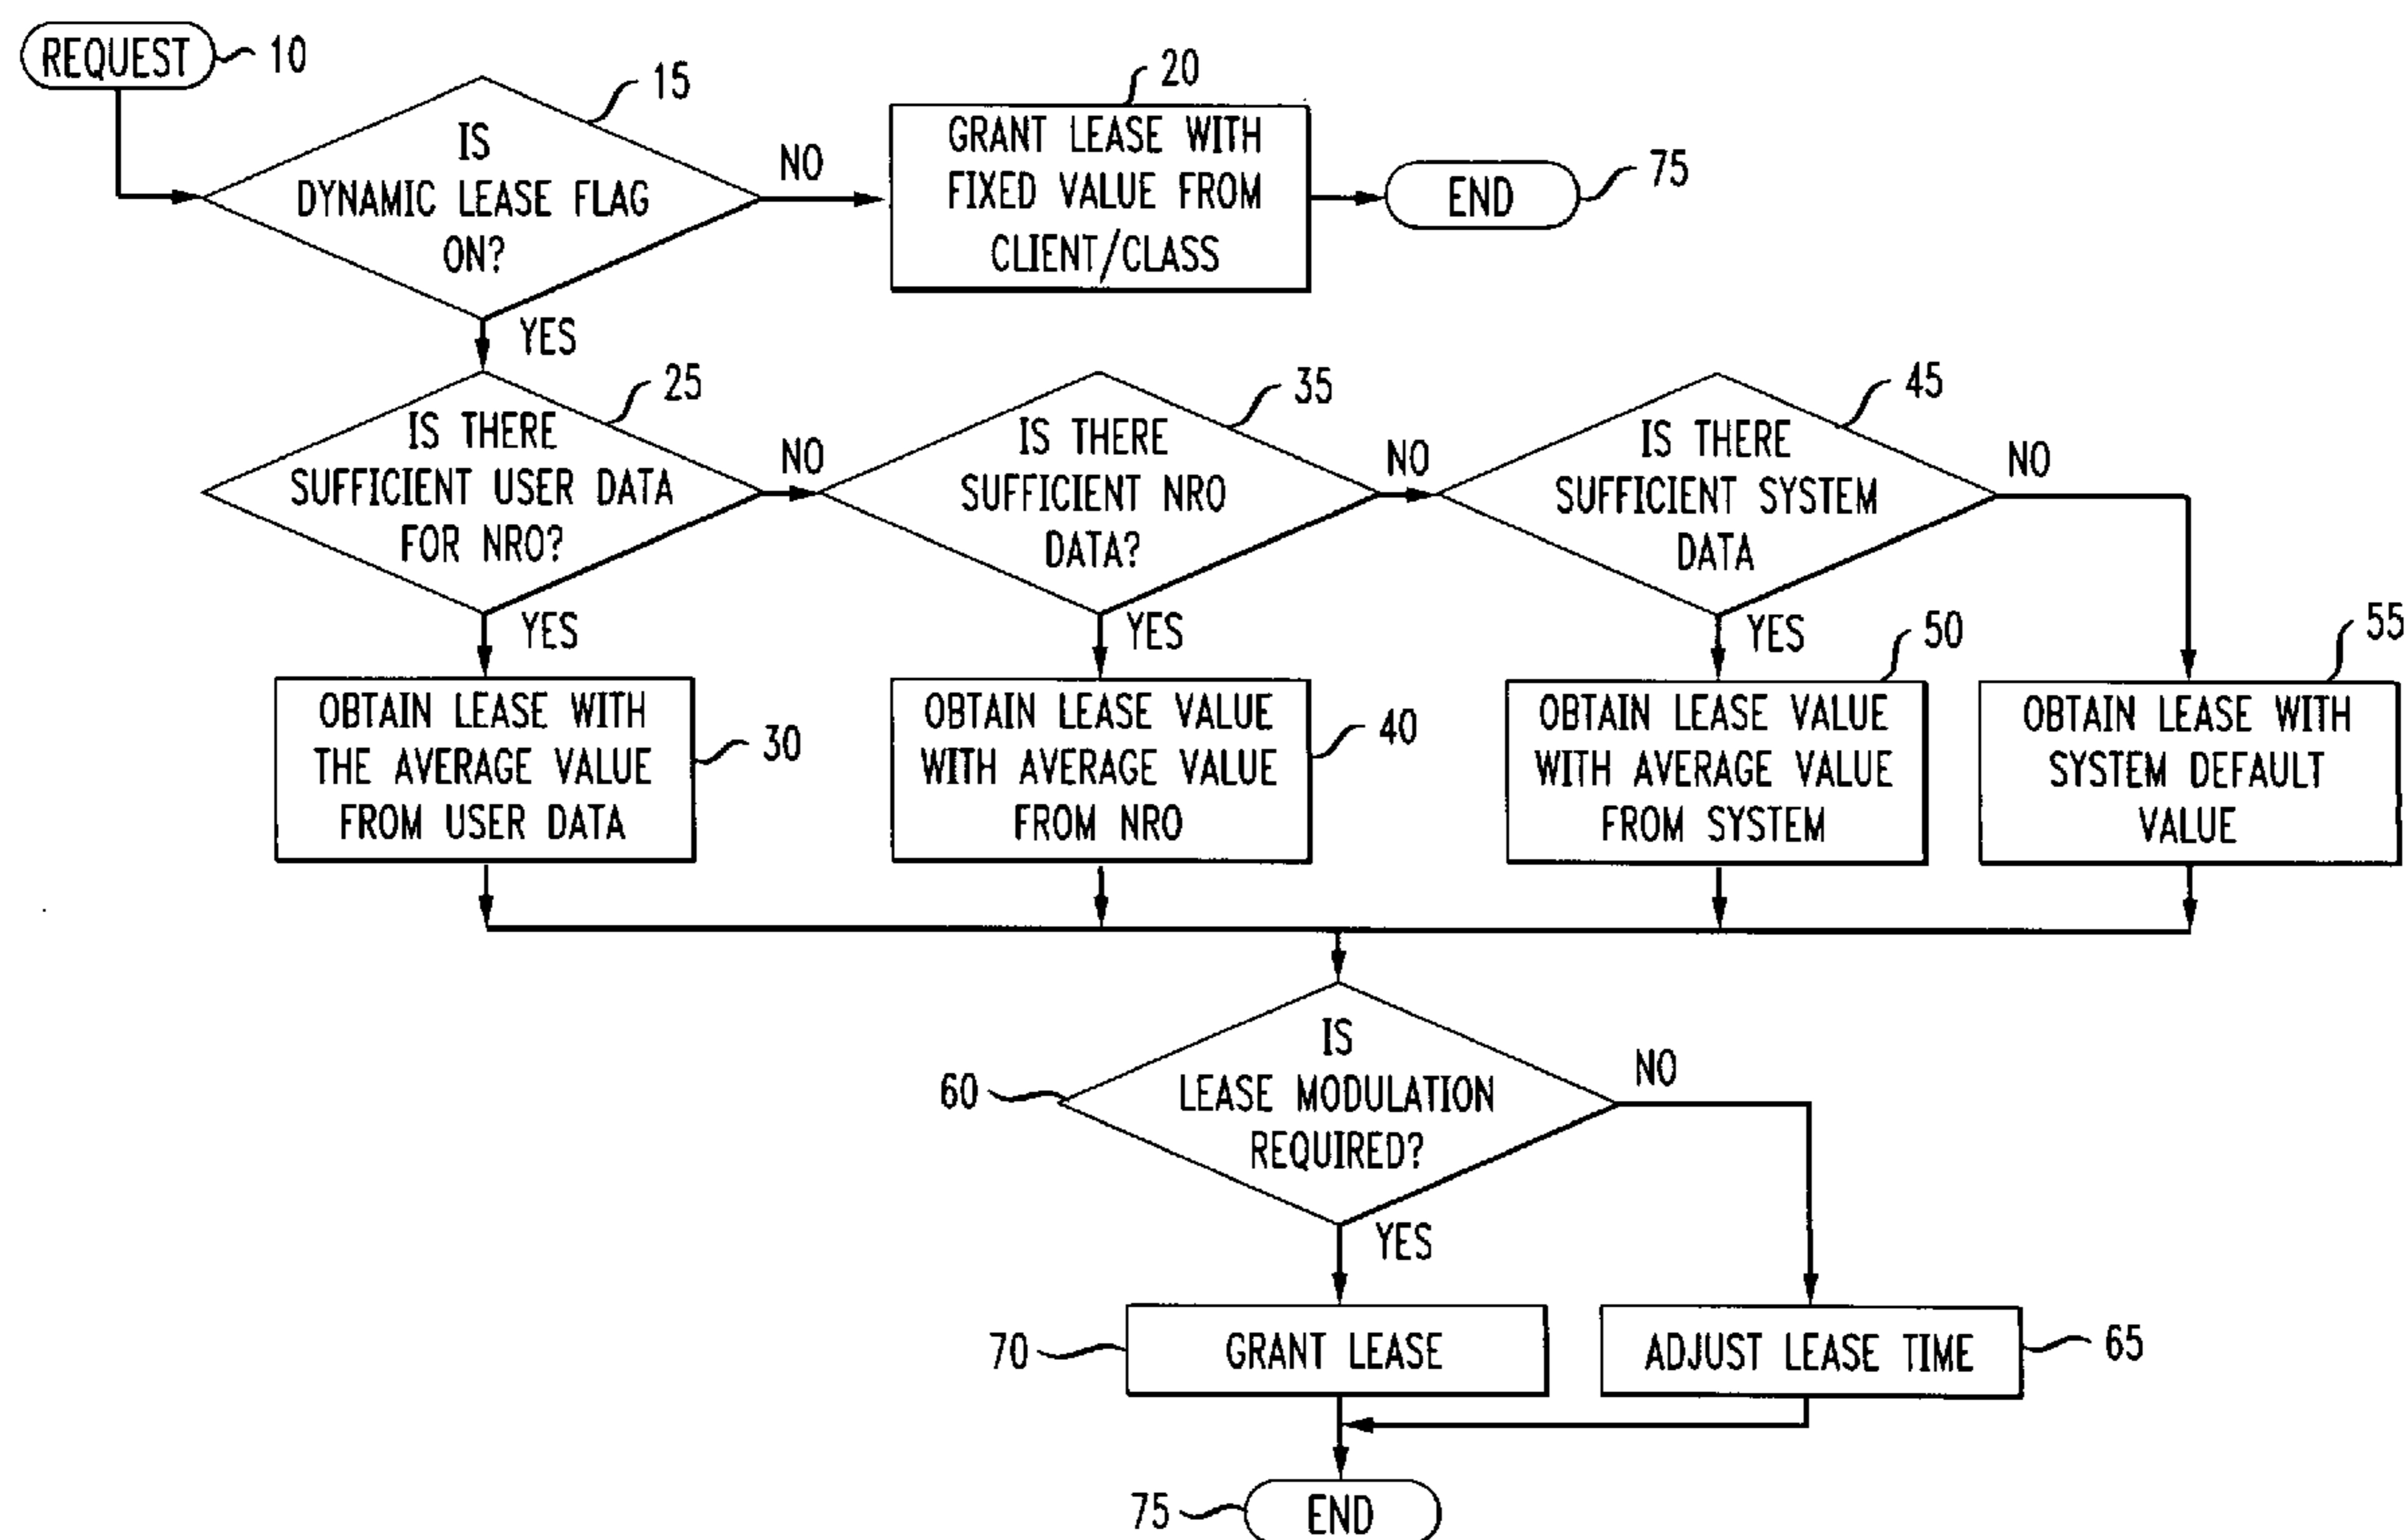 REQUEST
10
IS
DYNAMIC LEASE FLAG
ON?
15
NO
20
GRANT LEASE WITH
FIXED VALUE FROM
CLIENT/CLASS
END
75
YES
IS THERE
SUFFICIENT USER DATA
FOR NRO?
25
NO
IS THERE
SUFFICIENT NRO
DATA?
35
NO
IS THERE
SUFFICIENT SYSTEM
DATA
45
NO
YES
YES
YES
OBTAIN LEASE WITH
THE AVERAGE VALUE
FROM USER DATA
30
OBTAIN LEASE VALUE
WITH AVERAGE VALUE
FROM NRO
40
OBTAIN LEASE VALUE
WITH AVERAGE VALUE
FROM SYSTEM
50
OBTAIN LEASE WITH
SYSTEM DEFAULT
VALUE
55
60
IS
LEASE MODULATION
REQUIRED?
NO
YES
70
GRANT LEASE
ADJUST LEASE TIME
65
75
END